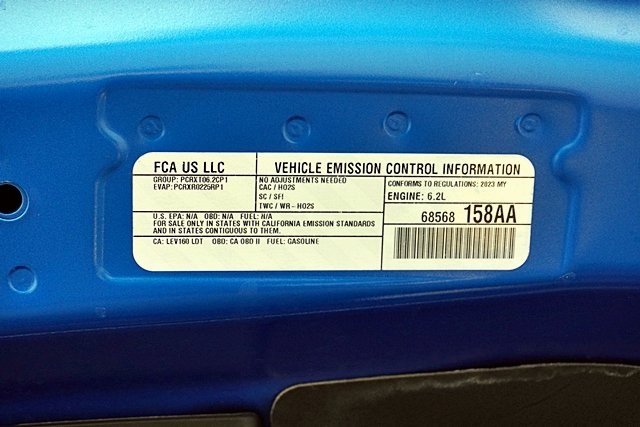 FCA US LLC
GROUP: PCRXT06.2CP1
EVAP: PCRXR0225RP1
VEHICLE EMISSION CONTROL INFORMATION
NO ADJUSTMENTS NEEDED
CAC / HO2S
SC / SFI
TWC / WR-HO2S
CONFORMS TO REGULATIONS: 2023 MY
ENGINE: 6.2L
68568 158AA
U.S. EPA: N/A OBD: N/A FUEL: N/A
FOR SALE ONLY IN STATES WITH CALIFORNIA EMISSION STANDARDS
AND IN STATES CONTIGUOUS TO THEM.
CA: LEV160 LDT OBD: CA OBD II FUEL: GASOLINE